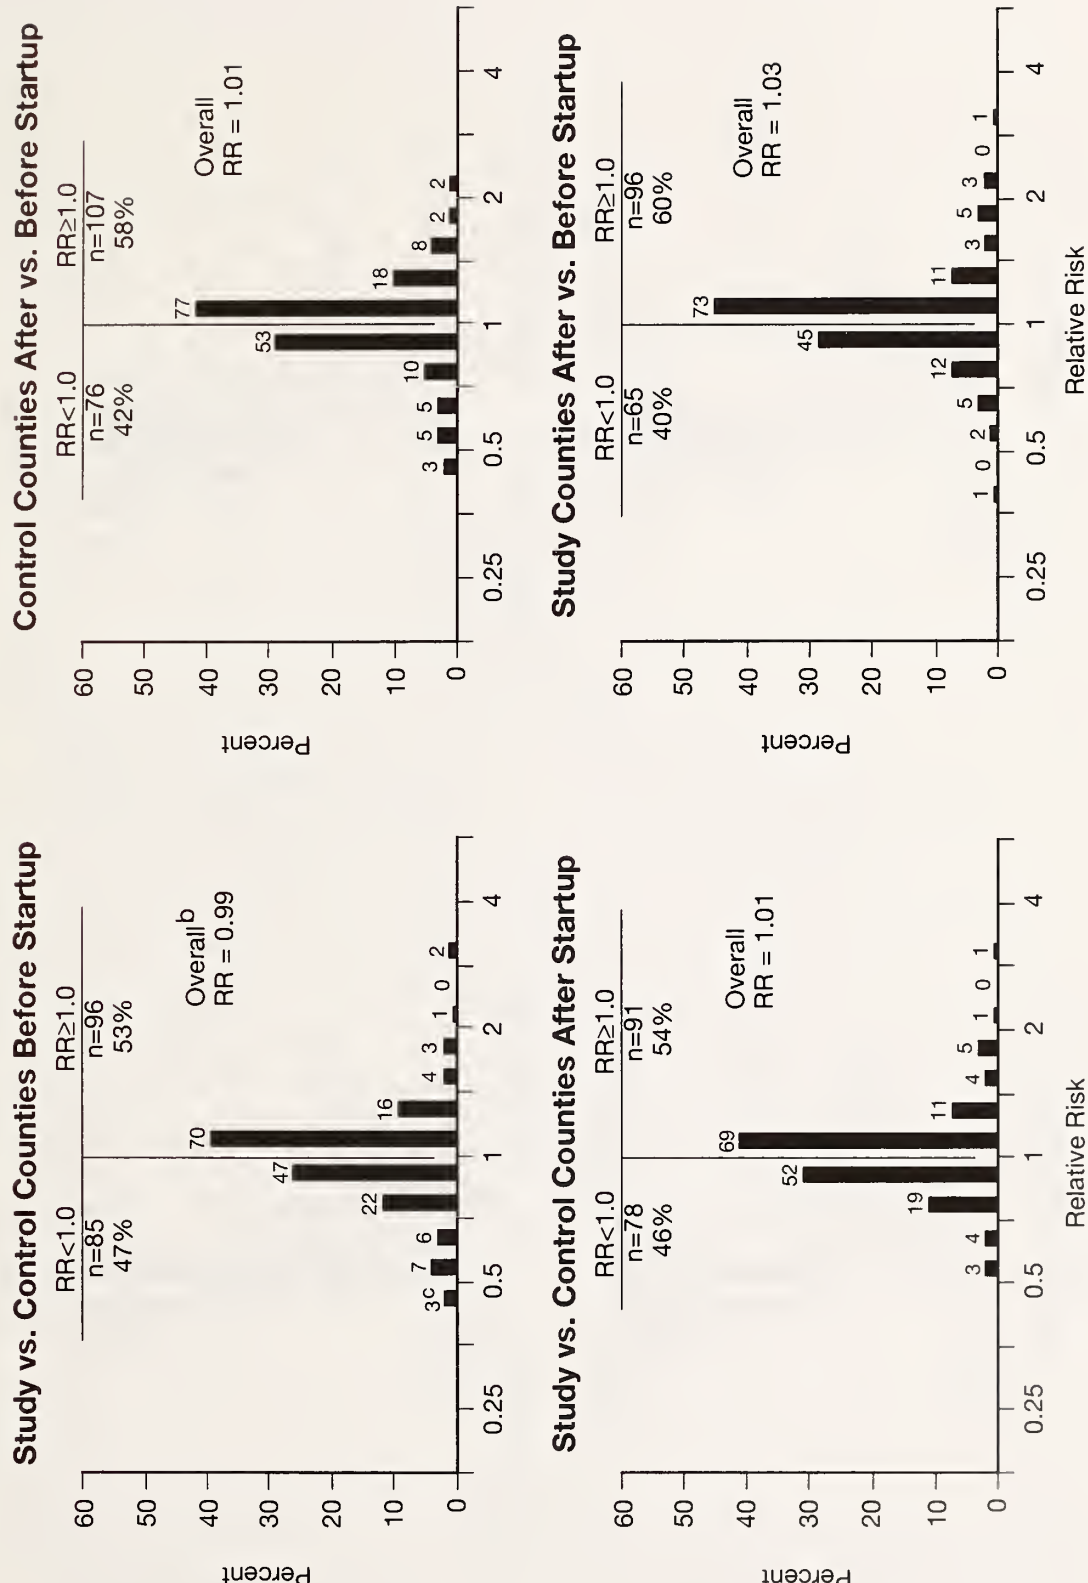 Study vs. Control Counties Before Startup
RR<1.0
n=85
47%
RR≥1.0
n=96
53%
Overallb
RR = 0.99
Percent
60
50
40
30
20
10
0
3c
7
6
22
47
70
16
4
3
1
0
2
0.25
0.5
1
2
4
Control Counties After vs. Before Startup
RR<1.0
n=76
42%
RR≥1.0
n=107
58%
Overall
RR = 1.01
Percent
60
50
40
30
20
10
0
3
5
5
10
53
77
18
8
2
2
0.25
0.5
1
2
4
Study vs. Control Counties After Startup
RR<1.0
n=78
46%
RR≥1.0
n=91
54%
Overall
RR = 1.01
Percent
60
50
40
30
20
10
0
3
4
19
52
69
11
4
5
1
0
1
0.25
0.5
1
2
4
Relative Risk
Study Counties After vs. Before Startup
RR<1.0
n=65
40%
RR≥1.0
n=96
60%
Overall
RR = 1.03
Percent
60
50
40
30
20
10
0
1
0
2
5
12
45
73
11
3
5
3
0
1
0.25
0.5
1
2
4
Relative Risk